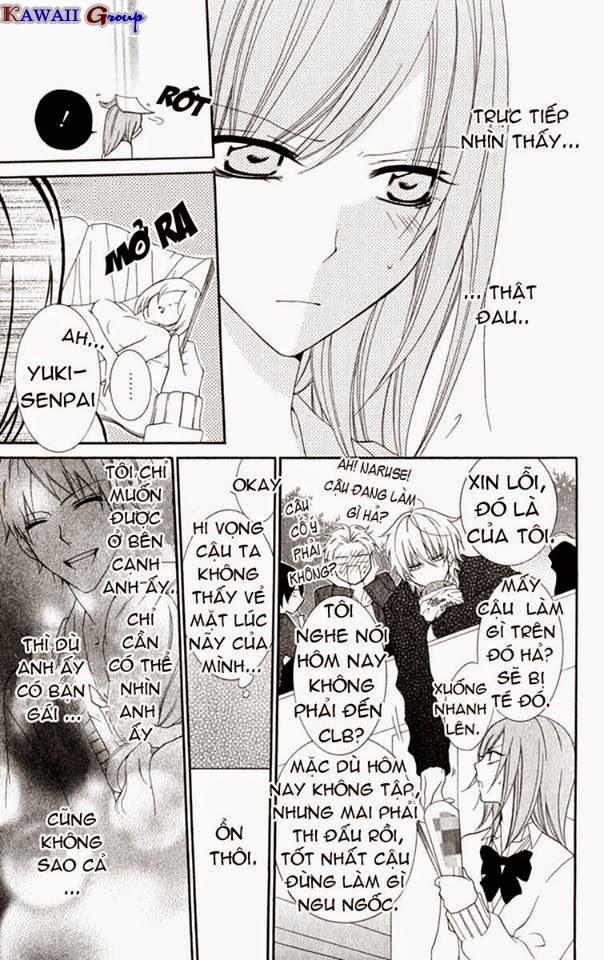 KAWAII Group
TRỰC TIẾP
NHÌN THẤY...
... THẬT
ĐAU..
RỚT
!
MỞ RA
AH...
YUKI-
SENPAI
......
XIN LỖI,
ĐÓ LÀ
CỦA TÔI.
MẤY
CẬU LÀM
GÌ TRÊN
ĐÓ HẢ?
SẼ BỊ
TÉ ĐÓ.
XUỐNG
NHANH
LÊN.
AH! NARUSE!
CẬU ĐANG LÀM
GÌ HẢ?
CẬU
CỐ Ý
PHẢI
KHÔNG?
TÔI
NGHE NÓI
HÔM NAY
KHÔNG
PHẢI ĐẾN
CLB?
MẶC DÙ HÔM
NAY KHÔNG TẬP,
NHƯNG MAI PHẢI
THI ĐẤU RỒI,
TỐT NHẤT CẬU
ĐỪNG LÀM GÌ
NGU NGỐC.
OKAY
HI VỌNG
CẬU TA
KHÔNG
THẤY VẺ
MẶT LÚC
NÃY CỦA
MÌNH...
ỒN
THÔI.
TÔI CHỈ
MUỐN
ĐƯỢC
Ở BÊN
CẠNH
ANH-ẤY.
CHỈ
CẦN CÓ
THỂ
NHÌN ANH
ẤY
THÌ DÙ
ANH ẤY
CÓ BẠN
GÁI ...
CŨNG
KHÔNG
SAO CẢ
...